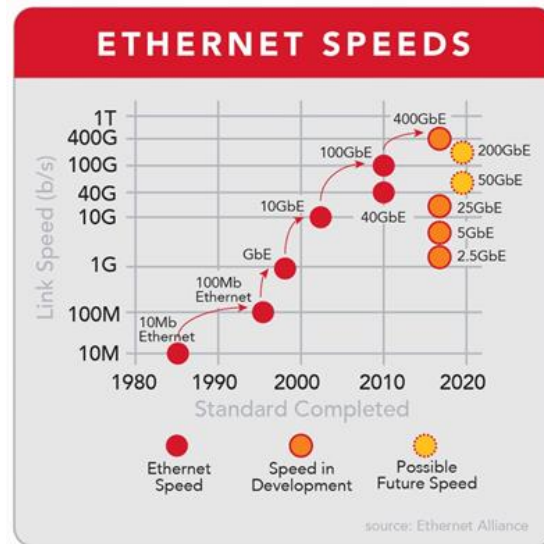 ETHERNET SPEEDS
Link Speed (b/s)
1T
400G
100G
40G
10G
1G
100M
10M
400GbE
100GbE
200GbE
50GbE
10GbE
40GbE
25GbE
5GbE
GbE
2.5GbE
100Mb
Ethernet
10Mb
Ethernet
1980 1990 2000 2010 2020
Standard Completed
Ethernet
Speed
Speed in
Development
Possible
Future Speed
source: Ethernet Alliance